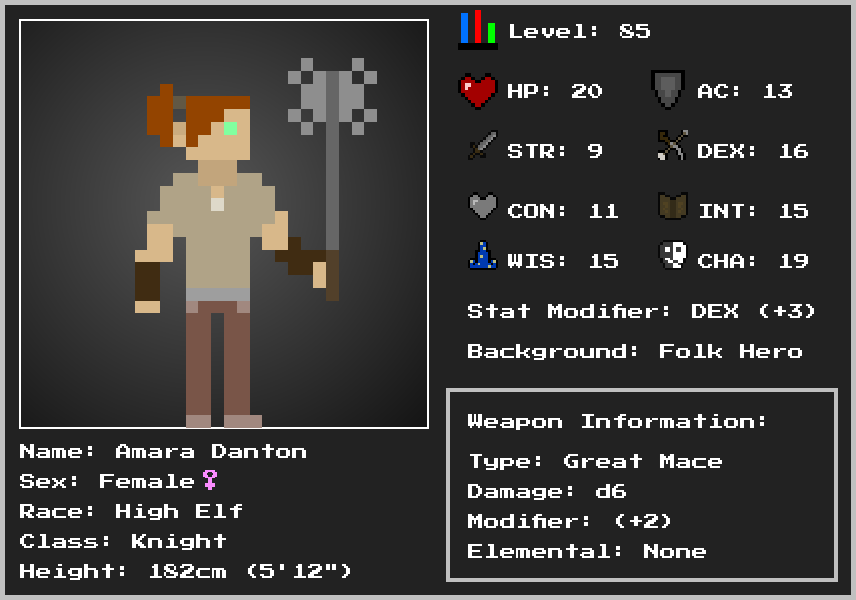 Level: 85
HP: 20 AC: 13
STR: 9 DEX: 16
CON: 11 INT: 15
WIS: 15 CHA: 19
Stat Modifier: DEX (+3)
Background: Folk Hero
Weapon Information:
Type: Great Mace
Damage: d6
Modifier: (+2)
Elemental: None
Name: Amara Danton
Sex: Female♀
Race: High Elf
Class: Knight
Height: 182cm (5'12")